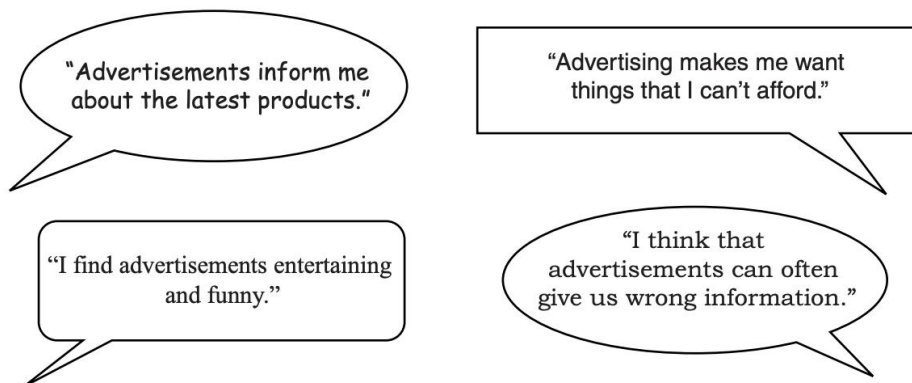 “Advertisements inform me
about the latest products.”
“Advertising makes me want
things that I can’t afford.”
“I find advertisements entertaining
and funny.”
“I think that
advertisements can often
give us wrong information.”